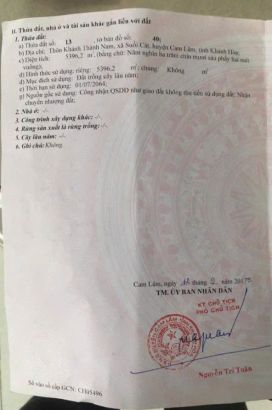 II. Thửa đất, nhà ở và tài sản khác gắn liền với đất
1. Thửa đất:
a) Thửa đất số: 13 tờ bản đồ số: 40;
b) Địa chỉ: Thôn Khánh Thành Nam, xã Suối Cát, huyện Cam Lâm, tỉnh Khánh Hòa;
c) Diện tích: 5396,2 m², (bằng chữ: Năm nghìn ba trăm chín mươi sáu phẩy hai mét
vuông);
d) Hình thức sử dụng: riêng: 5396,2 m²; chung: Không m²
đ) Mục đích sử dụng: Đất trồng cây lâu năm;
e) Thời hạn sử dụng: 01/07/2064;
g) Nguồn gốc sử dụng: Công nhận QSDĐ như giao đất không thu tiền sử dụng đất; Nhận
chuyển nhượng đất;
2. Nhà ở: -/-
3. Công trình xây dựng khác: -/-
4. Rừng sản xuất là rừng trồng: -/-
5. Cây lâu năm: -/-
6. Ghi chú: Không.
Cam Lâm, ngày tháng 2 năm 2017
TM. ỦY BAN NHÂN DÂN
KT. CHỦ TỊCH
PHÓ CHỦ TỊCH
Nguyễn Trí Tuân
Số vào sổ cấp GCN: CH05496